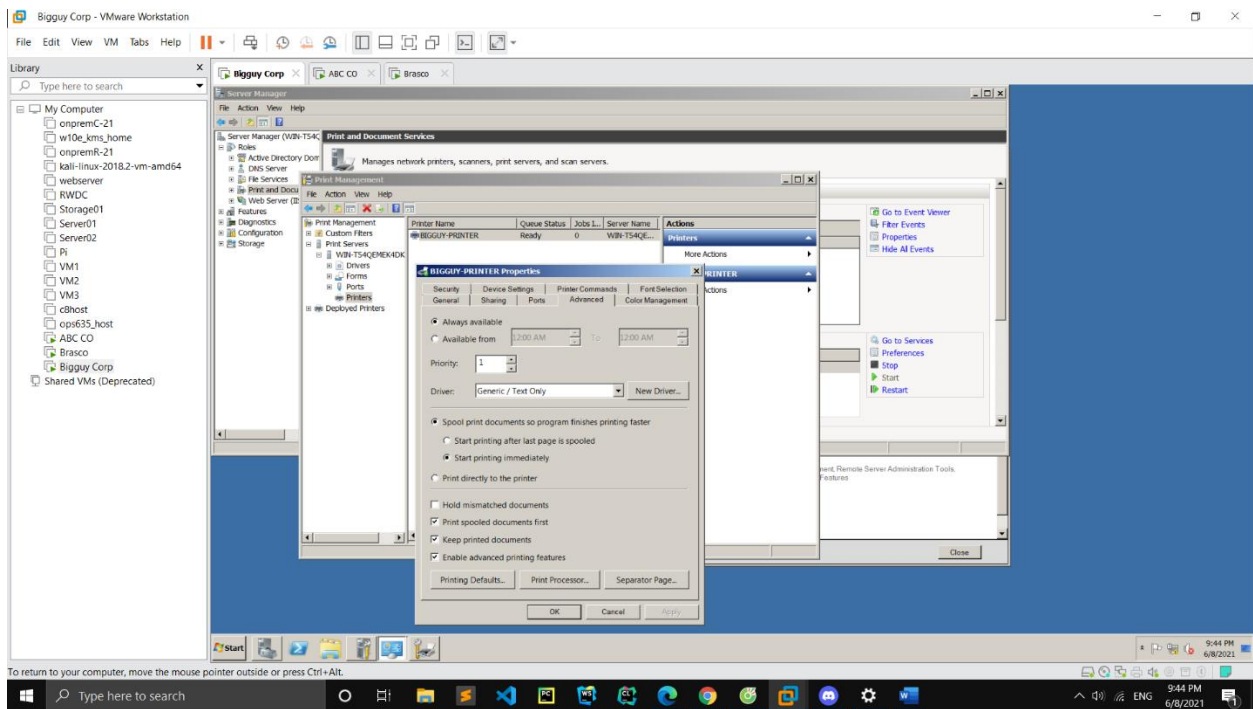 Bigguy Corp - VMware Workstation
File Edit View VM Tabs Help
Library
Type here to search
My Computer
onpremC-21
w10e_kms_home
onpremR-21
kali-linux-2018.2-vm-amd64
webserver
RWDC
Storage01
Server01
Server02
Pi
VM1
VM2
VM3
c8host
ops635_host
ABC CO
Brasco
Bigguy Corp
Shared VMs (Deprecated)
Bigguy Corp ABC CO Brasco
Server Manager
File Action View Help
Server Manager (WIN-T54Q
Roles
Active Directory Dom
DNS Server
File Services
Print and Docu
Web Server (II
Features
Diagnostics
Configuration
Storage
Print and Document Services
Manages network printers, scanners, print servers, and scan servers.
Go to Event Viewer
Filter Events
Properties
Hide All Events
Go to Services
Preferences
Stop
Start
Restart
Print Management
File Action View Help
Print Management
Custom Filters
Print Servers
WIN-T54QEMEK4DK
Drivers
Forms
Ports
Printers
Deployed Printers
Printer Name Queue Status Jobs I... Server Name
BIGGUY-PRINTER Ready 0 WIN-T54QE...
Actions
Printers
More Actions
PRINTER
Actions
BIGGUY-PRINTER Properties
Security Device Settings Printer Commands Font Selection
General Sharing Ports Advanced Color Management
Always available
Available from 12:00 AM To 12:00 AM
Priority: 1
Driver: Generic / Text Only New Driver...
Spool print documents so program finishes printing faster
Start printing after last page is spooled
Start printing immediately
Print directly to the printer
Hold mismatched documents
Print spooled documents first
Keep printed documents
Enable advanced printing features
Printing Defaults... Print Processor... Separator Page...
OK Cancel Apply
ment, Remote Server Administration Tools,
Features
Close
Start
9:44 PM
6/8/2021
To return to your computer, move the mouse pointer outside or press Ctrl+Alt.
Type here to search
ENG
9:44 PM
6/8/2021